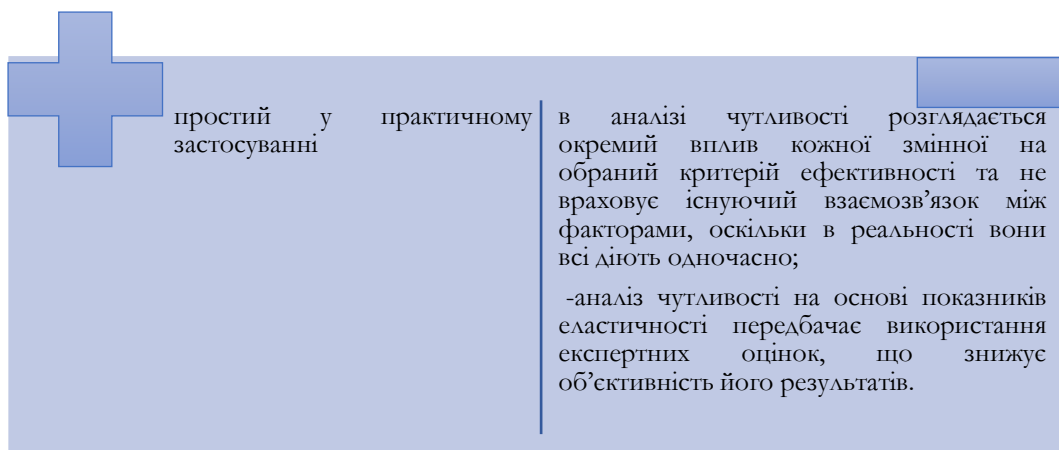 простий у практичному
застосуванні
в аналізі чутливості розглядається
окремий вплив кожної змінної на
обраний критерій ефективності та не
враховує існуючий взаємозв’язок між
факторами, оскільки в реальності вони
всі діють одночасно;
-аналіз чутливості на основі показників
еластичності передбачає використання
експертних оцінок, що знижує
об’єктивність його результатів.